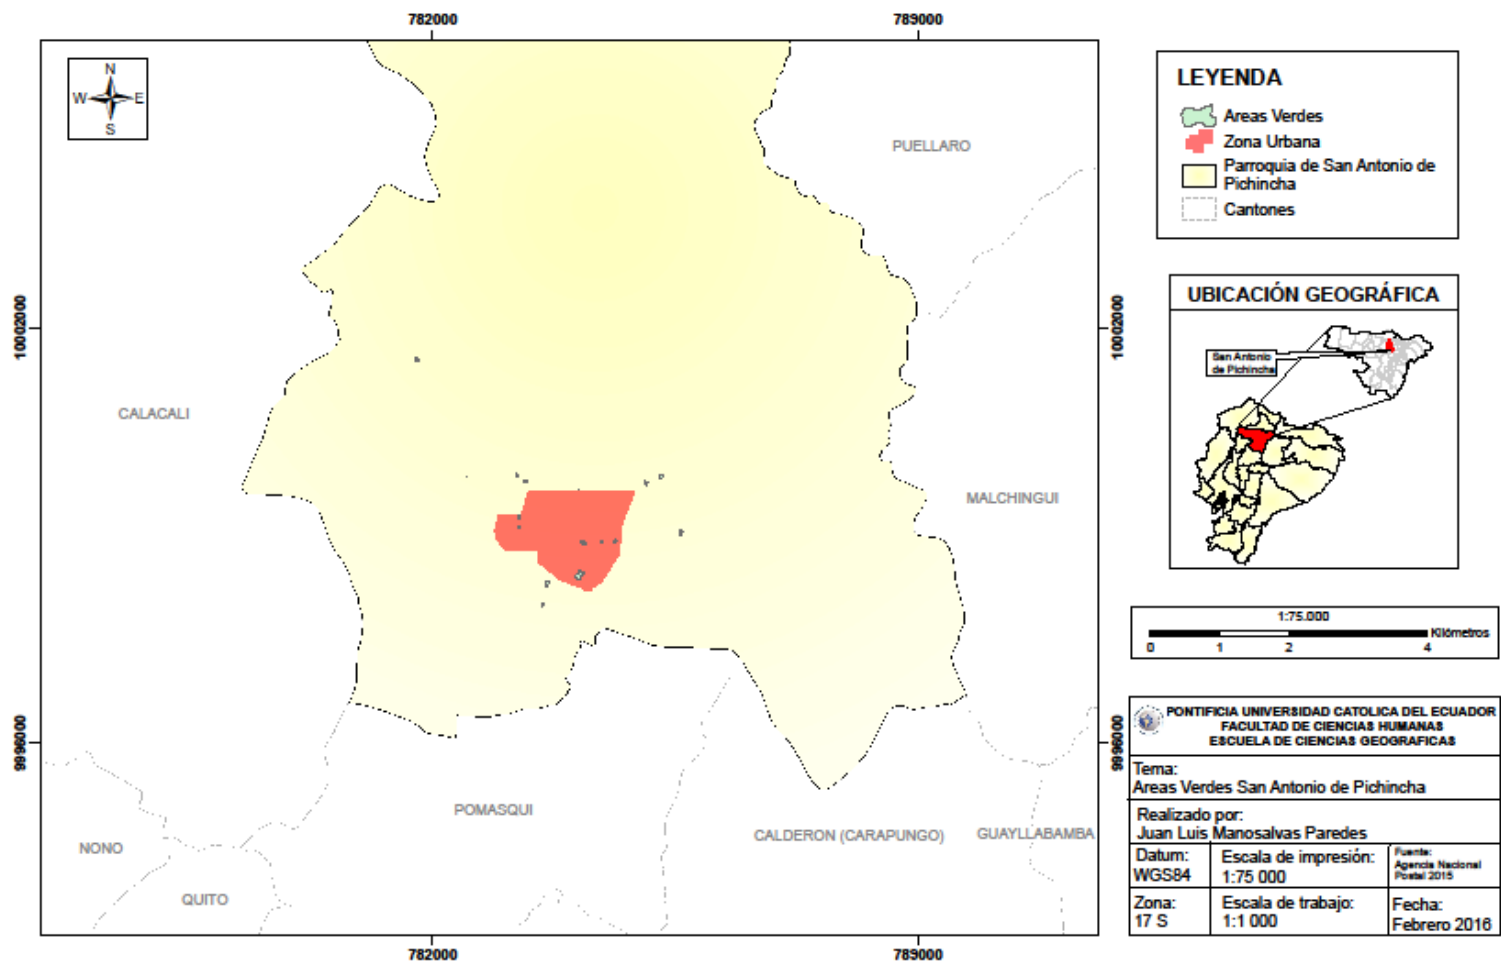 782000
789000
N
W
E
S
PUELLARO
10002000
10002000
CALACALI
MALCHINGUI
9996000
9996000
POMASQUI
CALDERON (CARAPUNGO)
GUAYLLABAMBA
NONO
QUITO
782000
789000
LEYENDA
Areas Verdes
Zona Urbana
Parroquia de San Antonio de
Pichincha
Cantones
UBICACIÓN GEOGRÁFICA
San Antonio
de Pichincha
1:75.000
Kilómetros
0 1 2 4
PONTIFICIA UNIVERSIDAD CATOLICA DEL ECUADOR
FACULTAD DE CIENCIAS HUMANAS
ESCUELA DE CIENCIAS GEOGRAFICAS
Tema:
Areas Verdes San Antonio de Pichincha
Realizado por:
Juan Luis Manosalvas Paredes
Datum:
WGS84
Escala de impresión:
1:75 000
Fuente:
Agencia Nacional
Postal 2015
Zona:
17 S
Escala de trabajo:
1:1 000
Fecha:
Febrero 2016